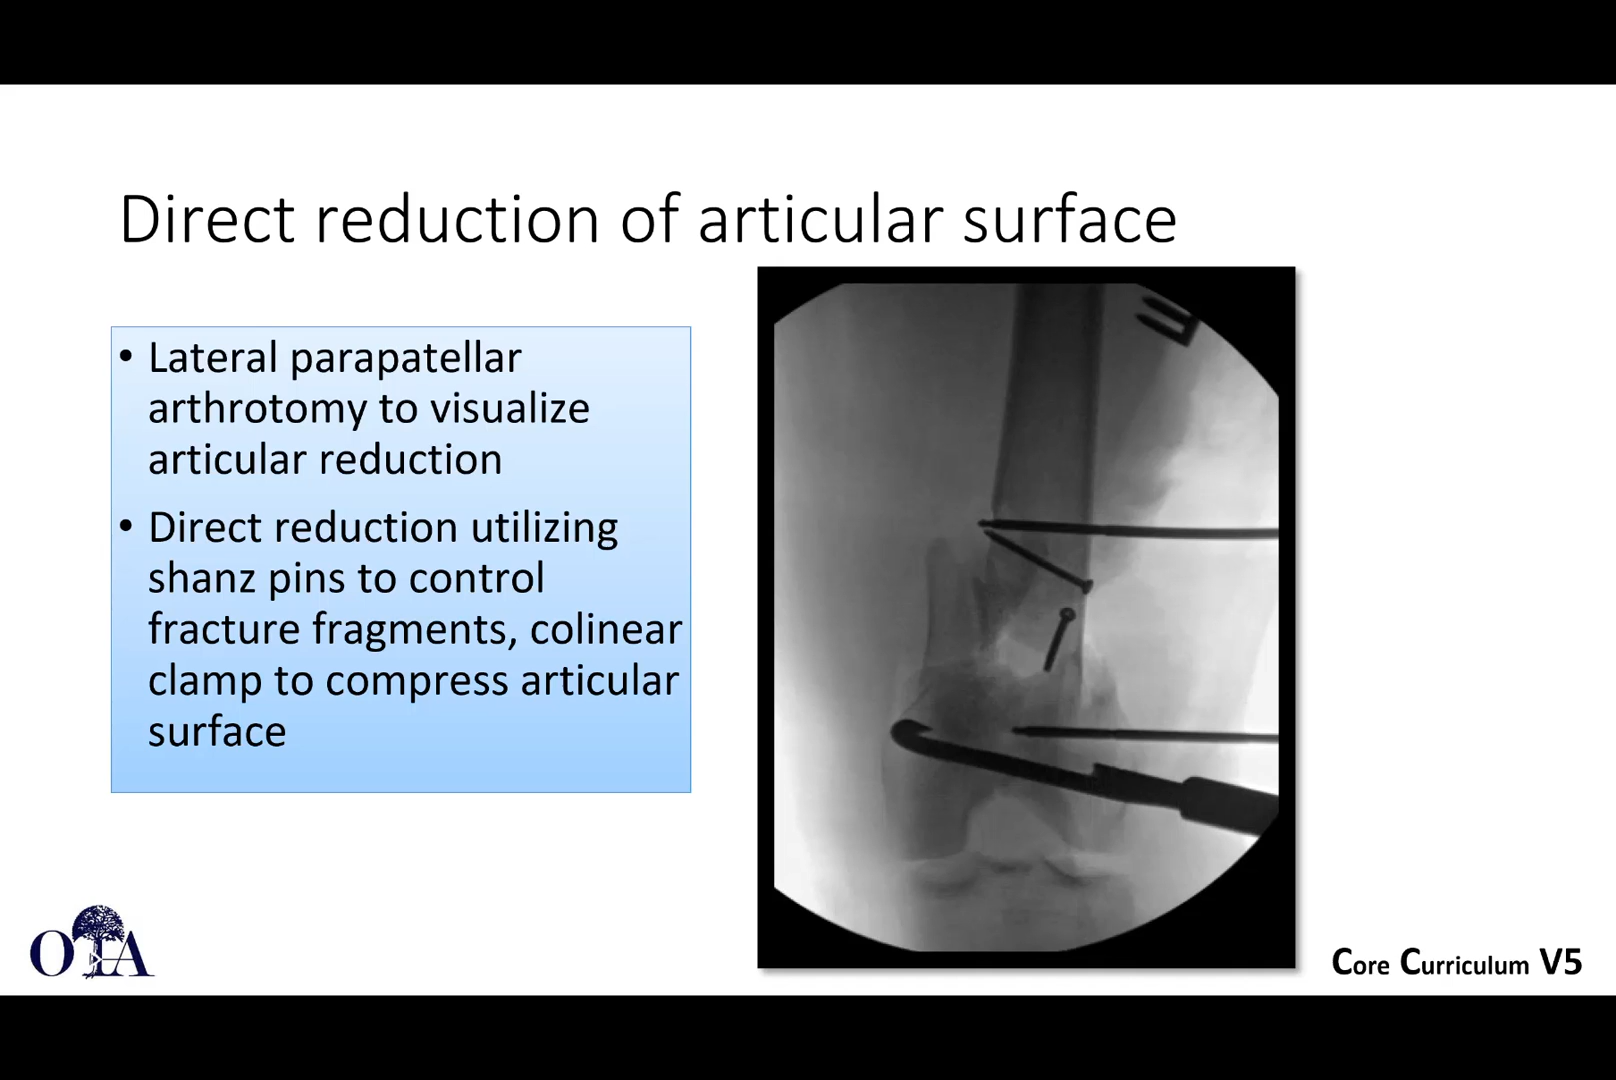 Direct reduction of articular surface
• Lateral parapatellar
arthrotomy to visualize
articular reduction
• Direct reduction utilizing
shanz pins to control
fracture fragments, colinear
clamp to compress articular
surface
OTA
Core Curriculum V5